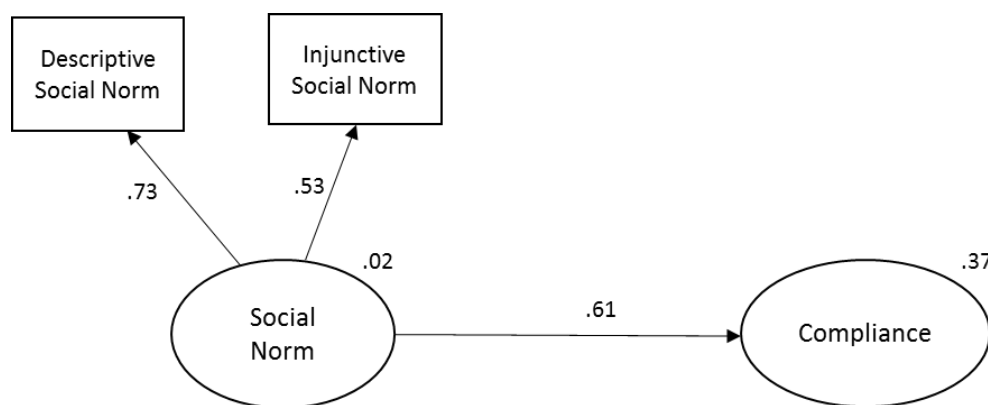 Descriptive
Social Norm
Injunctive
Social Norm
.73
.53
.02
.37
.61
Social
Norm
Compliance